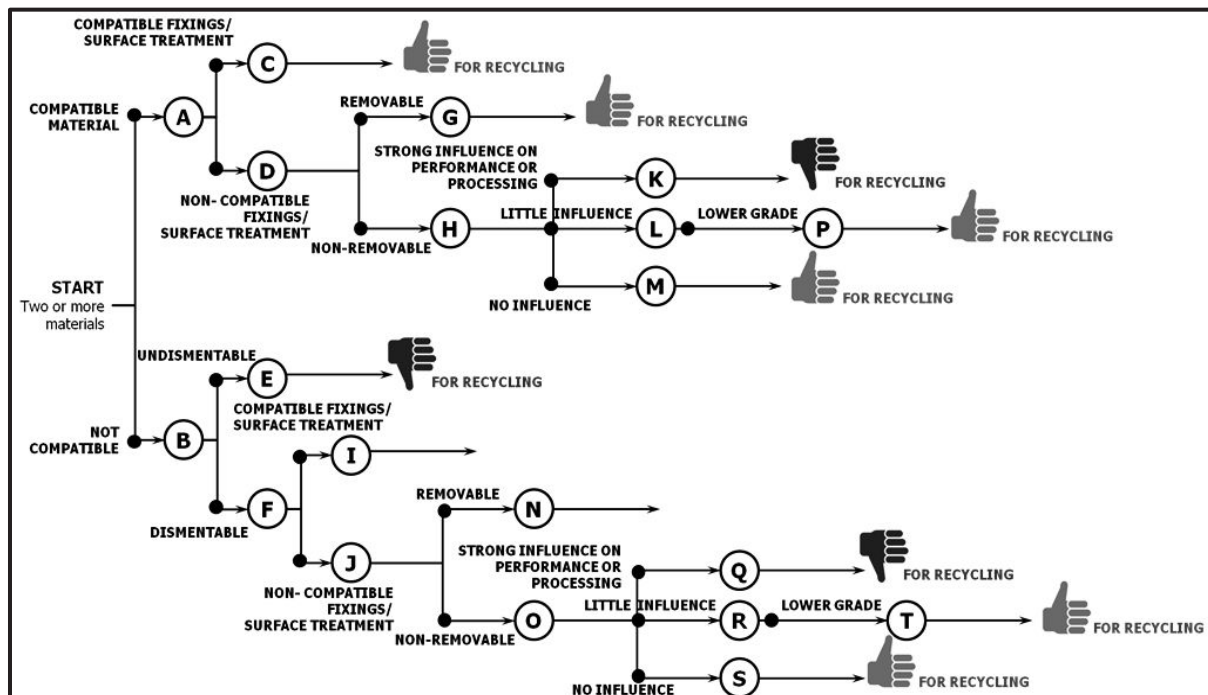 COMPATIBLE FIXINGS/
SURFACE TREATMENT
C
FOR RECYCLING
COMPATIBLE
MATERIAL
A
REMOVABLE
G
FOR RECYCLING
D
NON- COMPATIBLE
FIXINGS/
SURFACE TREATMENT
STRONG INFLUENCE ON
PERFORMANCE OR
PROCESSING
K
FOR RECYCLING
NON-REMOVABLE
H
LITTLE INFLUENCE
L
LOWER GRADE
P
FOR RECYCLING
NO INFLUENCE
M
FOR RECYCLING
START
Two or more
materials
UNDISMENTABLE
E
FOR RECYCLING
NOT
COMPATIBLE
B
COMPATIBLE FIXINGS/
SURFACE TREATMENT
I
DISMENTABLE
F
REMOVABLE
N
J
NON- COMPATIBLE
FIXINGS/
SURFACE TREATMENT
STRONG INFLUENCE ON
PERFORMANCE OR
PROCESSING
Q
FOR RECYCLING
NON-REMOVABLE
O
LITTLE INFLUENCE
R
LOWER GRADE
T
FOR RECYCLING
NO INFLUENCE
S
FOR RECYCLING